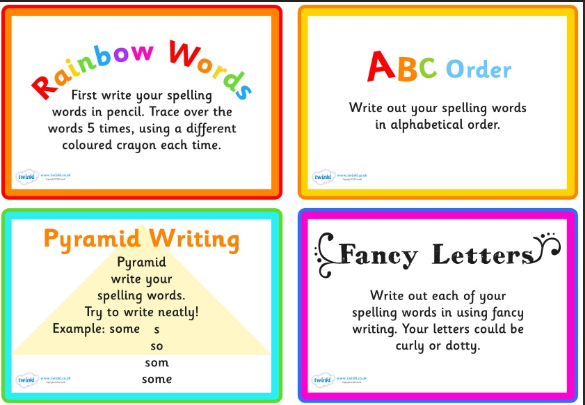 Rainbow Words
First write your spelling
words in pencil. Trace over the
words 5 times, using a different
coloured crayon each time.
twinkl www.twinkl.co.uk
ABC Order
Write out your spelling words
in alphabetical order.
twinkl www.twinkl.co.uk
Pyramid Writing
Pyramid
write your
spelling words.
Try to write neatly!
Example: some s
so
som
some
twinkl www.twinkl.co.uk
Fancy Letters
Write out each of your
spelling words in using fancy
writing. Your letters could be
curly or dotty.
twinkl www.twinkl.co.uk